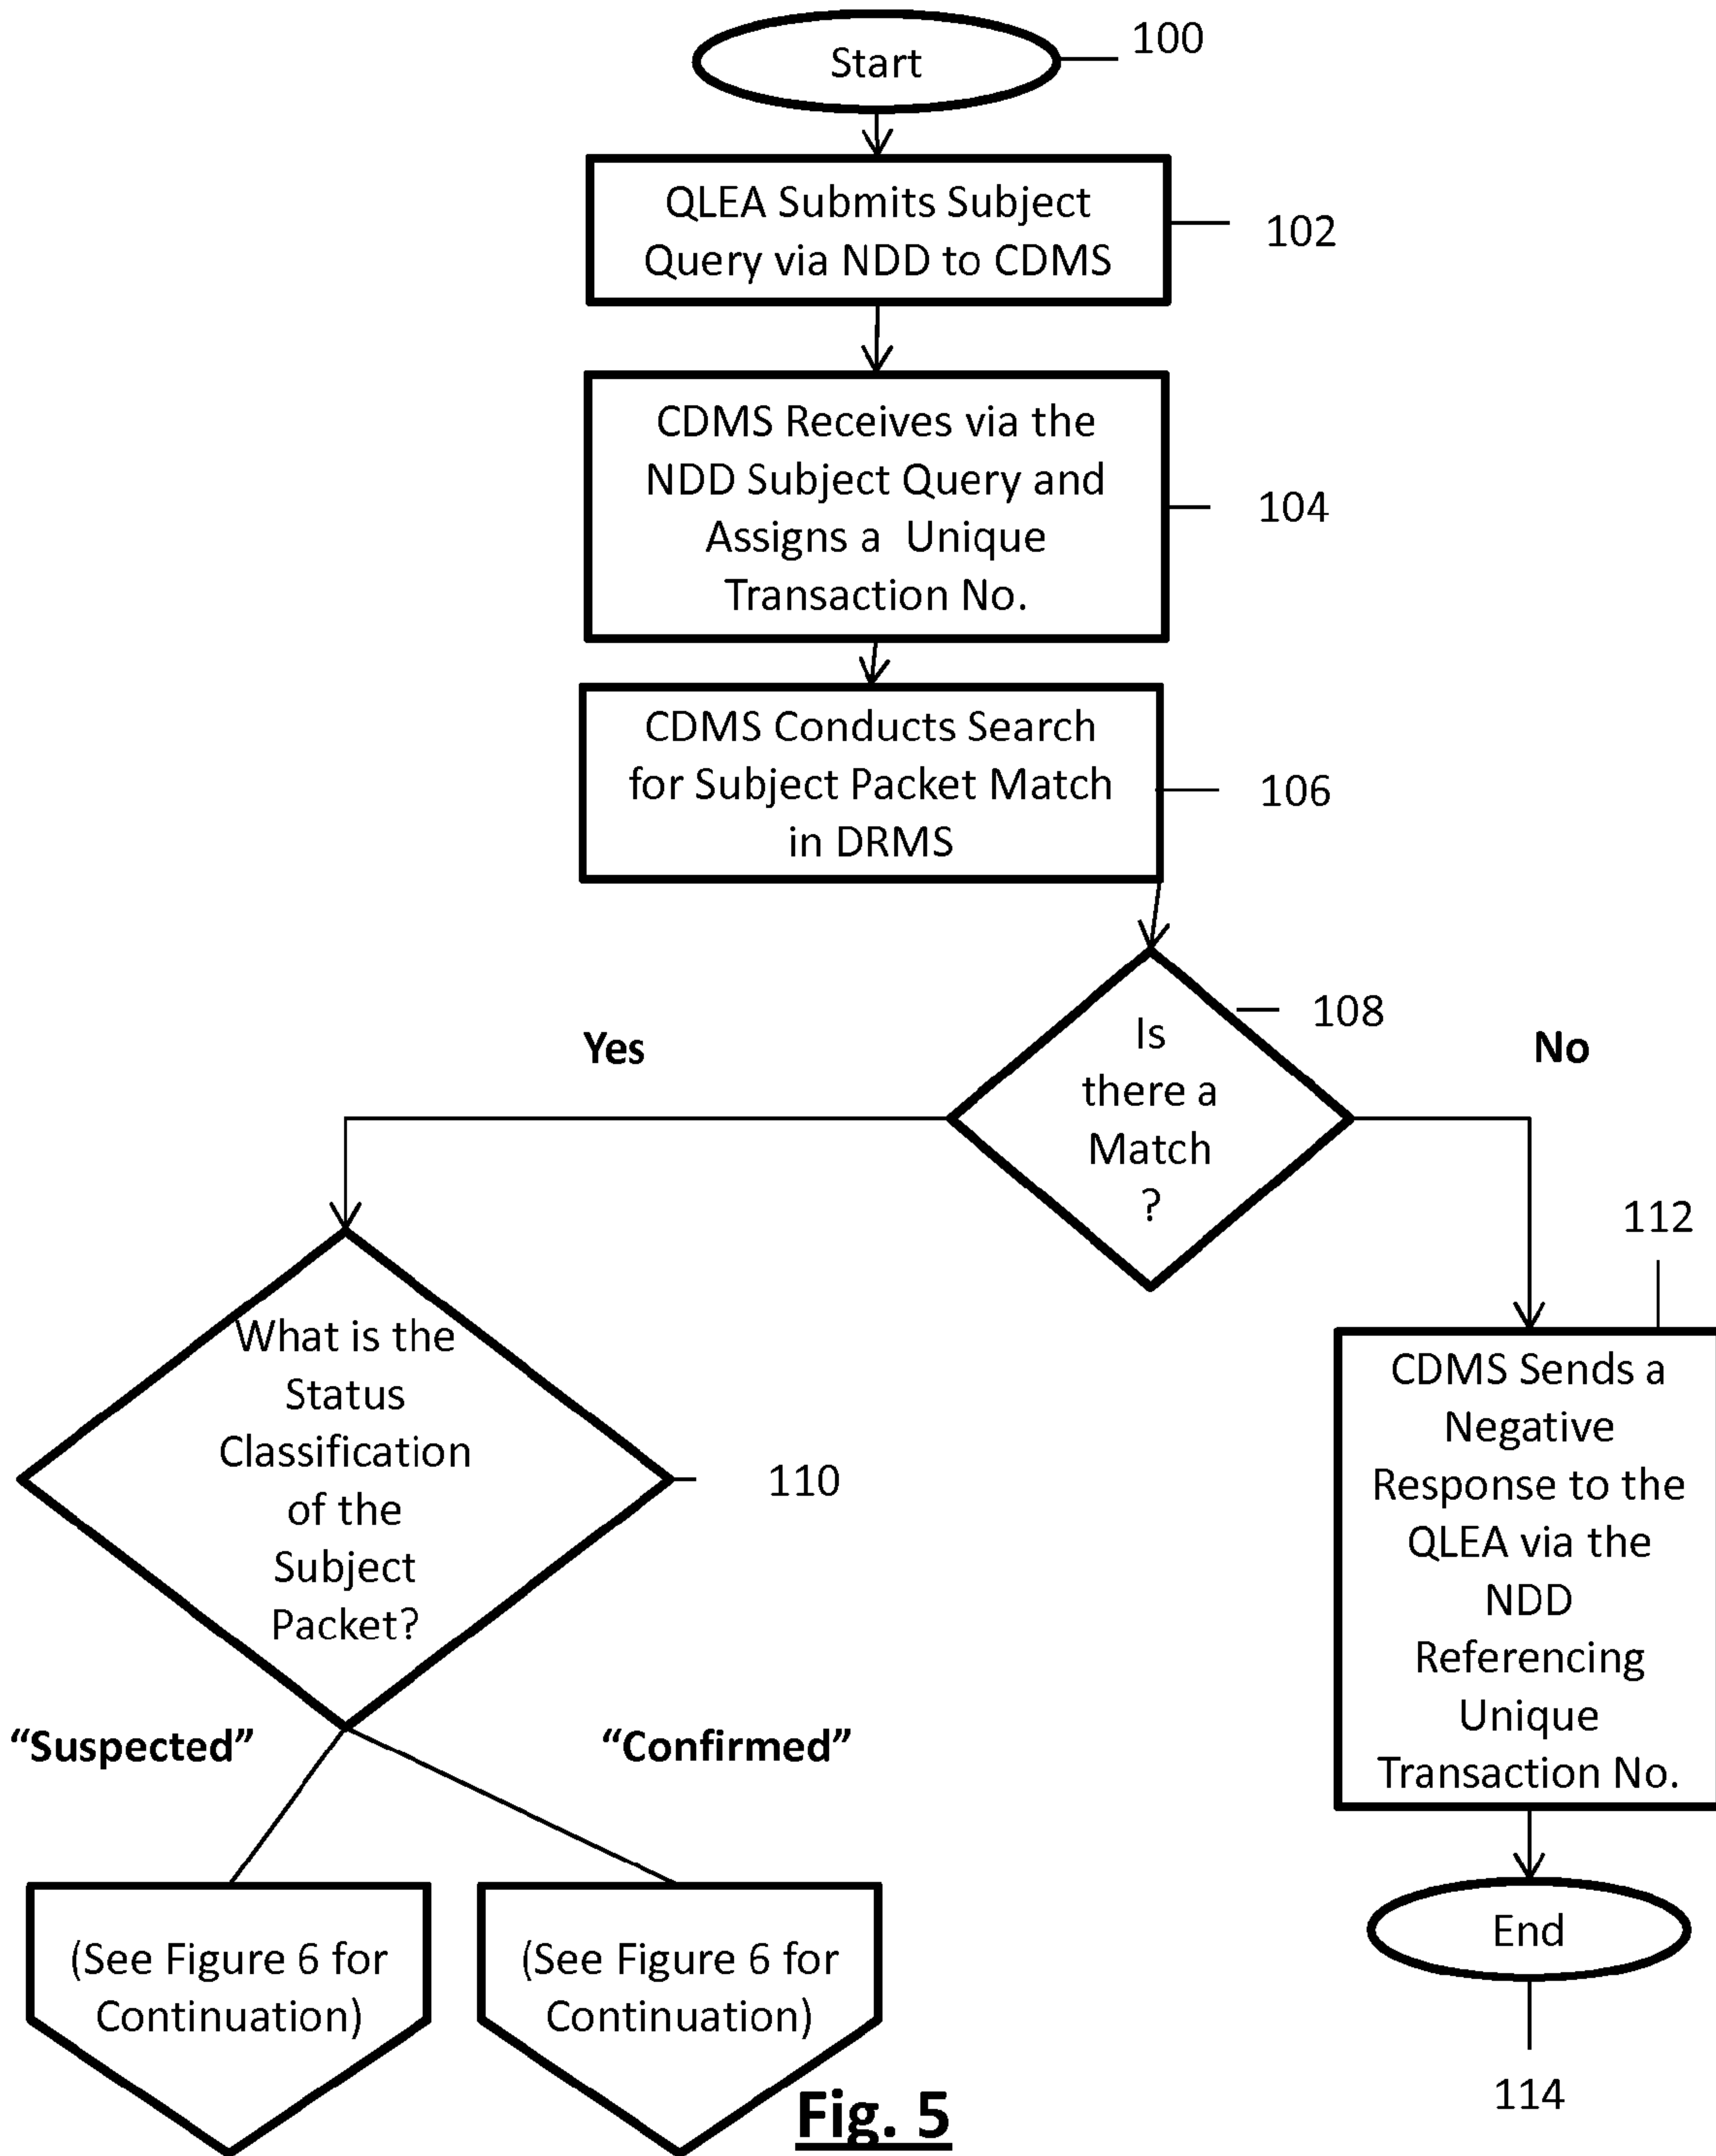 Start
100
QLEA Submits Subject
Query via NDD to CDMS
102
CDMS Receives via the
NDD Subject Query and
Assigns a Unique
Transaction No.
104
CDMS Conducts Search
for Subject Packet Match
in DRMS
106
108
Is
there a
Match
?
Yes
No
112
What is the
Status
Classification
of the
Subject
Packet?
110
CDMS Sends a
Negative
Response to the
QLEA via the
NDD
Referencing
Unique
Transaction No.
“Suspected”
“Confirmed”
(See Figure 6 for
Continuation)
(See Figure 6 for
Continuation)
End
114
Fig. 5